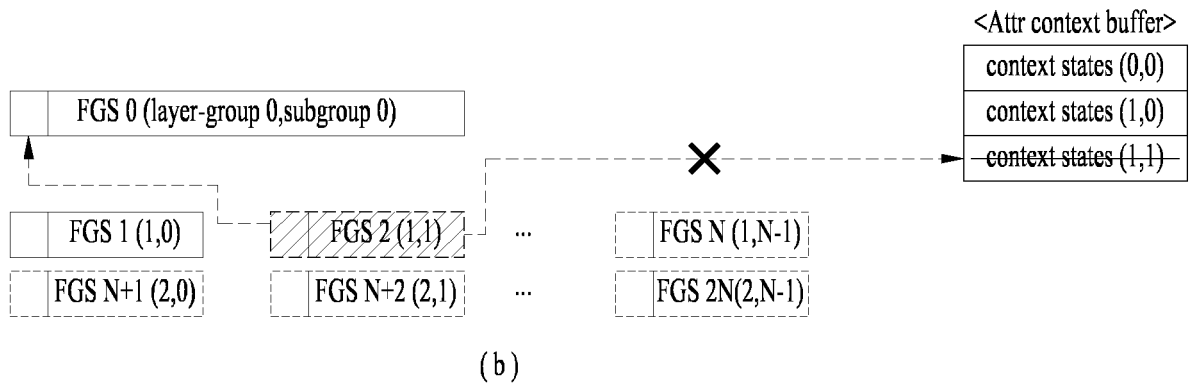 <Attr context buffer>
context states (0,0)
FGS 0 (layer-group 0,subgroup 0)
context states (1,0)
context states (1,1)
FGS 1 (1,0) FGS 2 (1,1) ... FGS N (1,N-1)
FGS N+1 (2,0) FGS N+2 (2,1) ... FGS 2N(2,N-1)
(b)